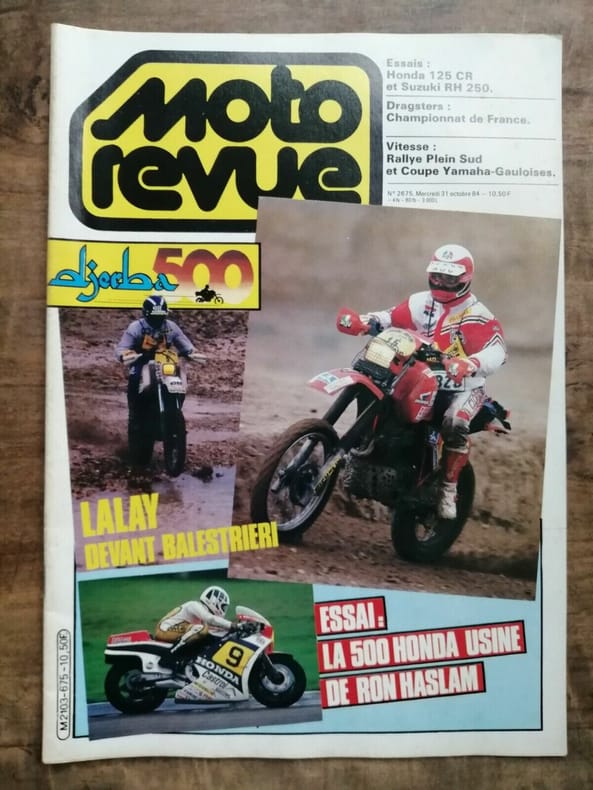 moto
revue
Essais :
Honda 125 CR
et Suzuki RH 250.
Dragsters :
Championnat de France.
Vitesse :
Rallye Plein Sud
et Coupe Yamaha-Gauloises.
N° 2675. Mercredi 31 octobre 84 — 10,50 F
djerba 500
LALAY
DEVANT BALESTRIERI
ESSAI :
LA 500 HONDA USINE
DE RON HASLAM
9
HONDA
Castrol
M 2103-675-10,50F